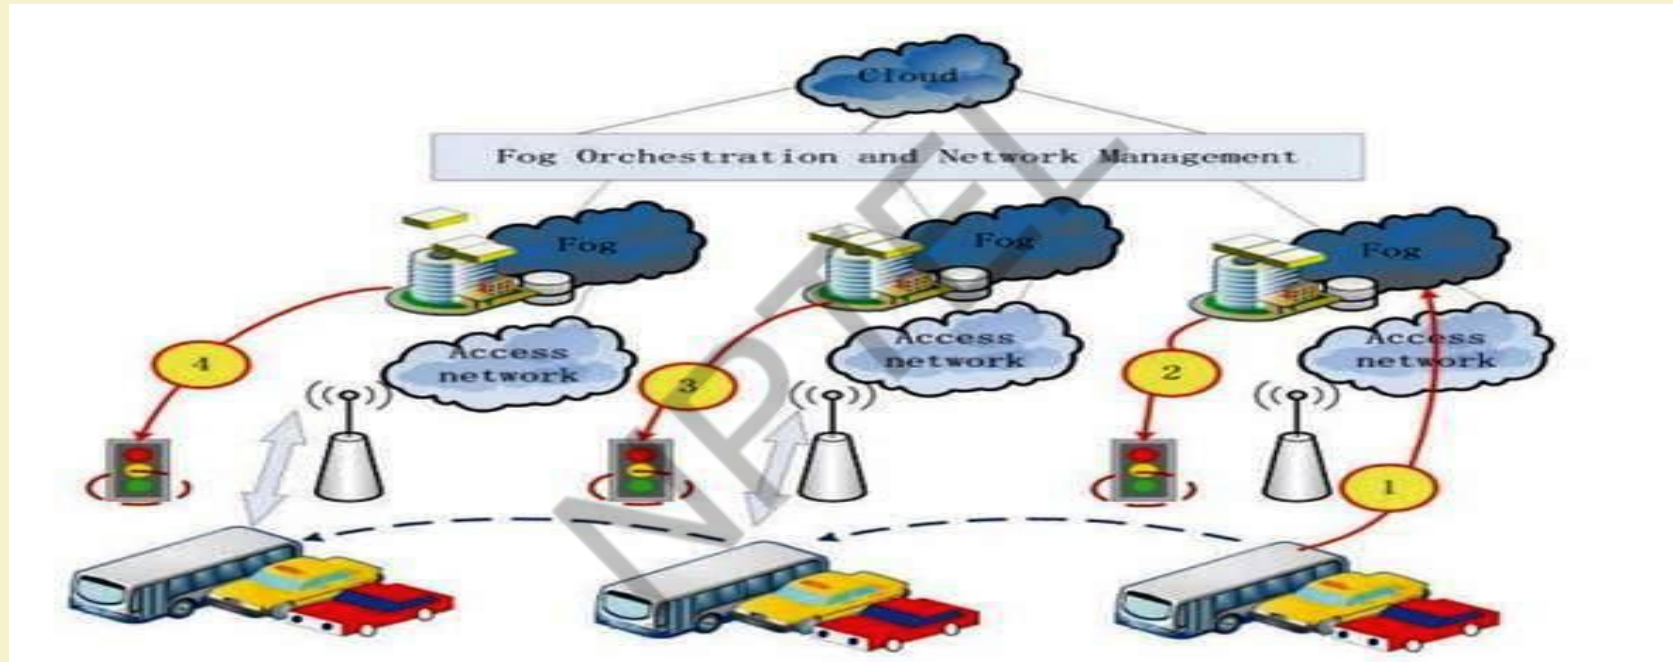 Cloud
Fog Orchestration and Network Management
Fog
Fog
Fog
Access
network
Access
network
Access
network
4
3
2
1
NPTEL